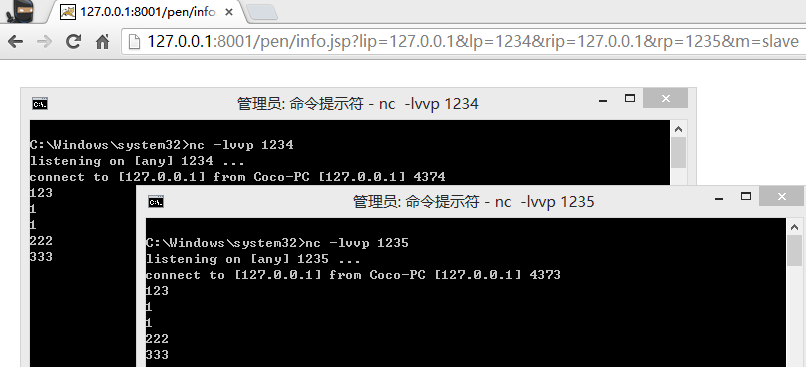 127.0.0.1:8001/pen/info
127.0.0.1:8001/pen/info.jsp?lip=127.0.0.1&lp=1234&rip=127.0.0.1&rp=1235&m=slave
管理员: 命令提示符 - nc -lvvp 1234
C:\Windows\system32>nc -lvvp 1234
listening on [any] 1234 ...
connect to [127.0.0.1] from Coco-PC [127.0.0.1] 4374
123
1
1
222
333
管理员: 命令提示符 - nc -lvvp 1235
C:\Windows\system32>nc -lvvp 1235
listening on [any] 1235 ...
connect to [127.0.0.1] from Coco-PC [127.0.0.1] 4373
123
1
1
222
333